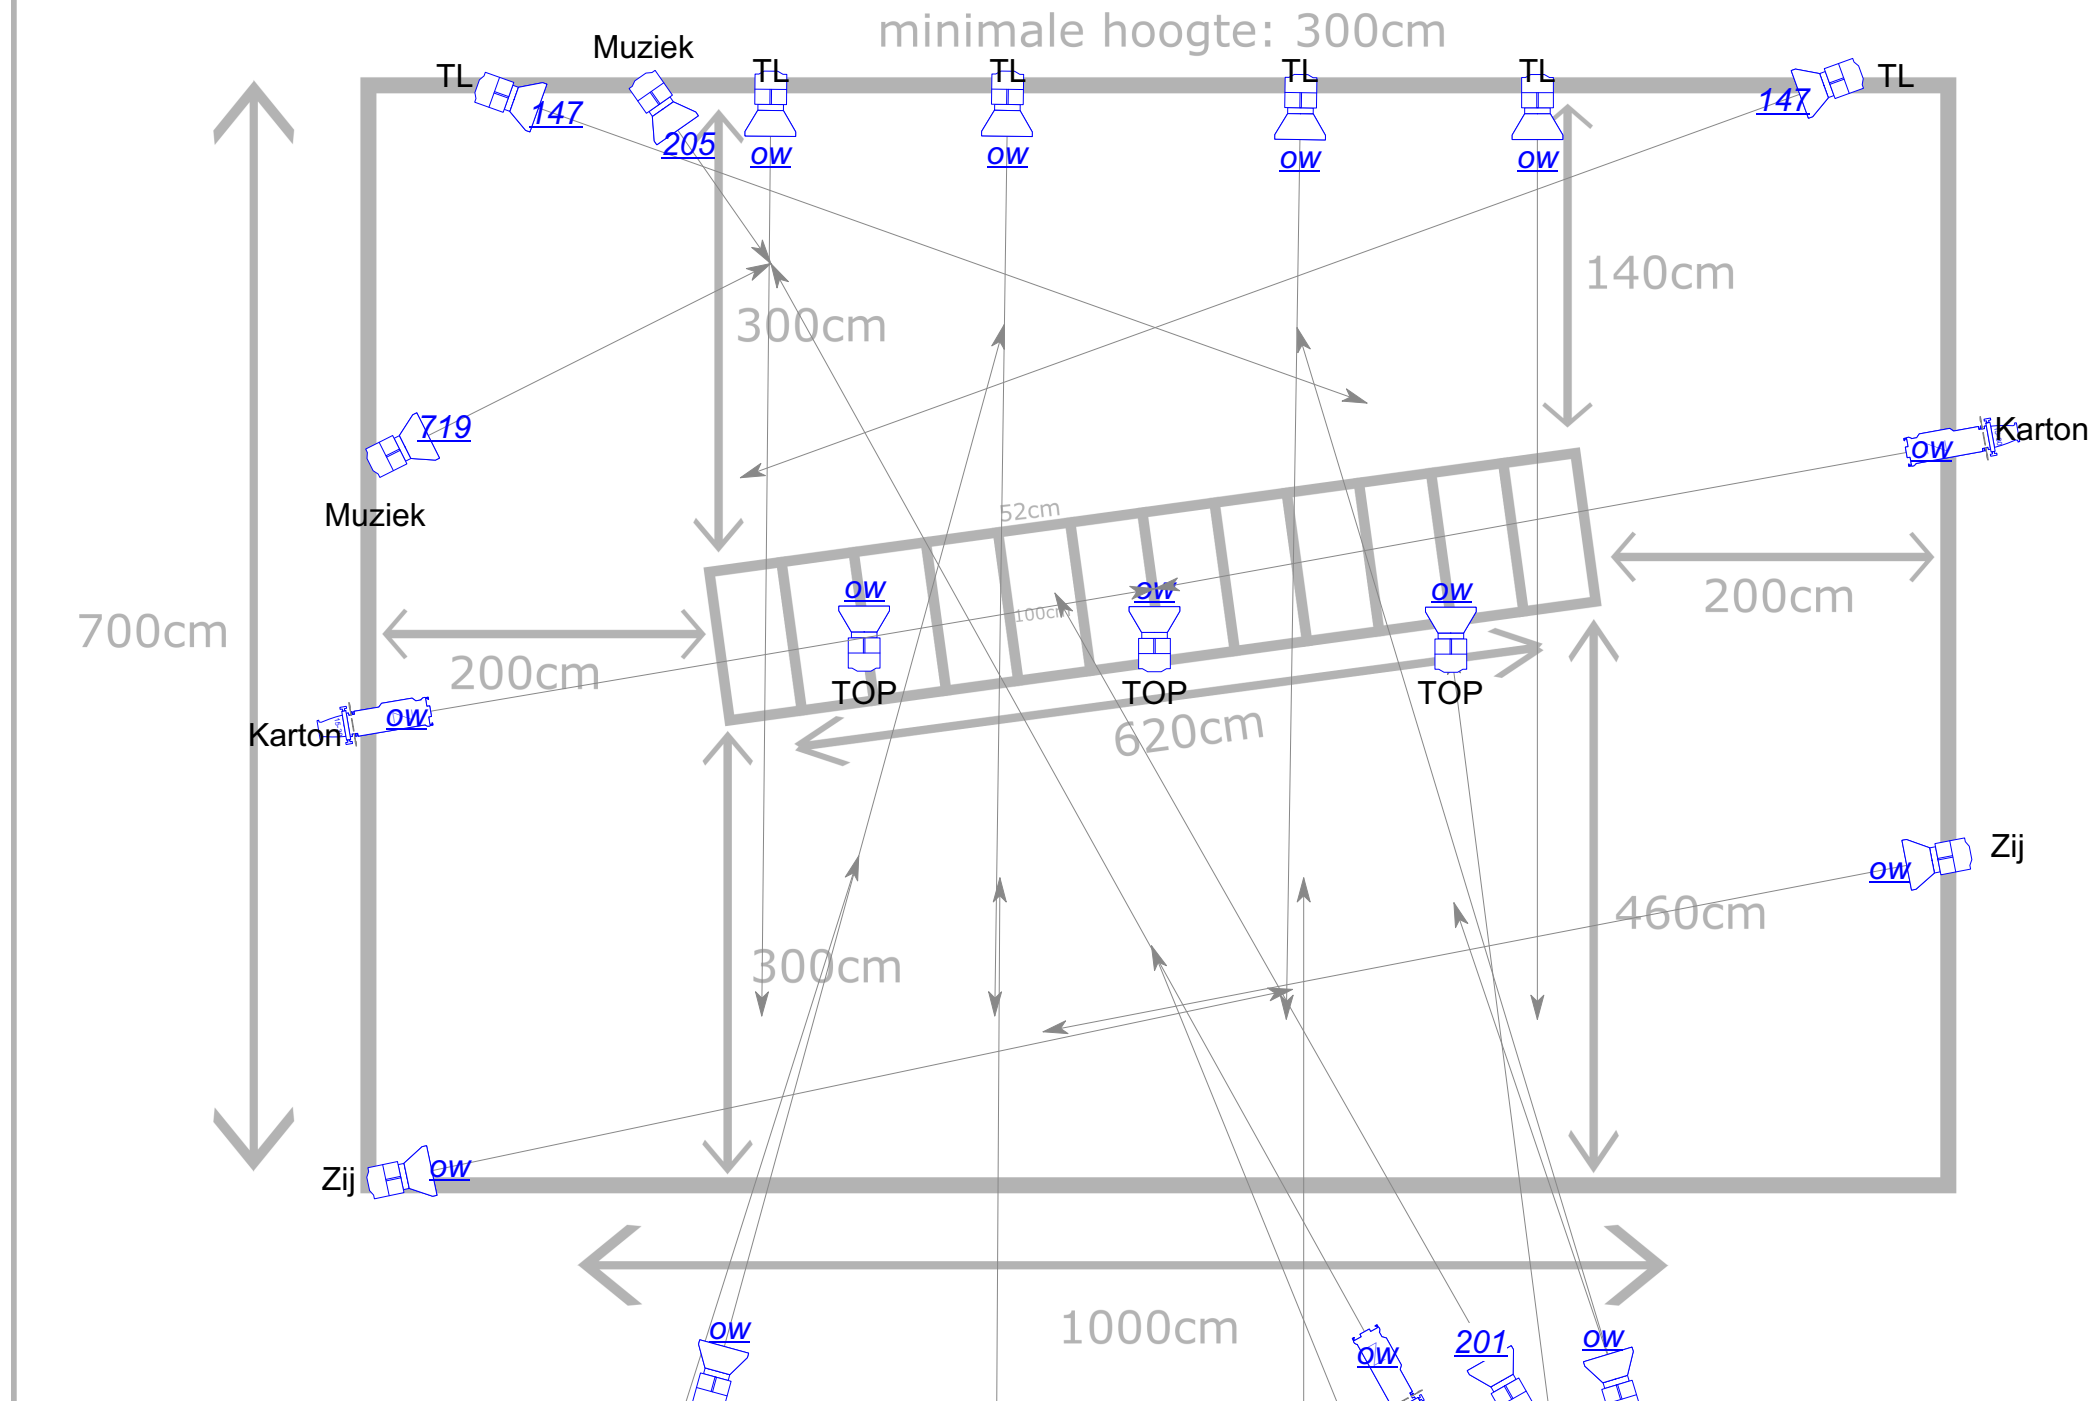 minimale hoogte: 300cm
Muziek
TL
TL
TL
TL
TL
TL
147
205
ow
ow
ow
ow
147
140cm
300cm
719
Karton
ow
Muziek
52cm
ow
ow
ow
100cm
200cm
700cm
200cm
TOP
TOP
TOP
ow
Karton
620cm
Zij
ow
460cm
300cm
Zij
ow
1000cm
ow
ow
201
ow